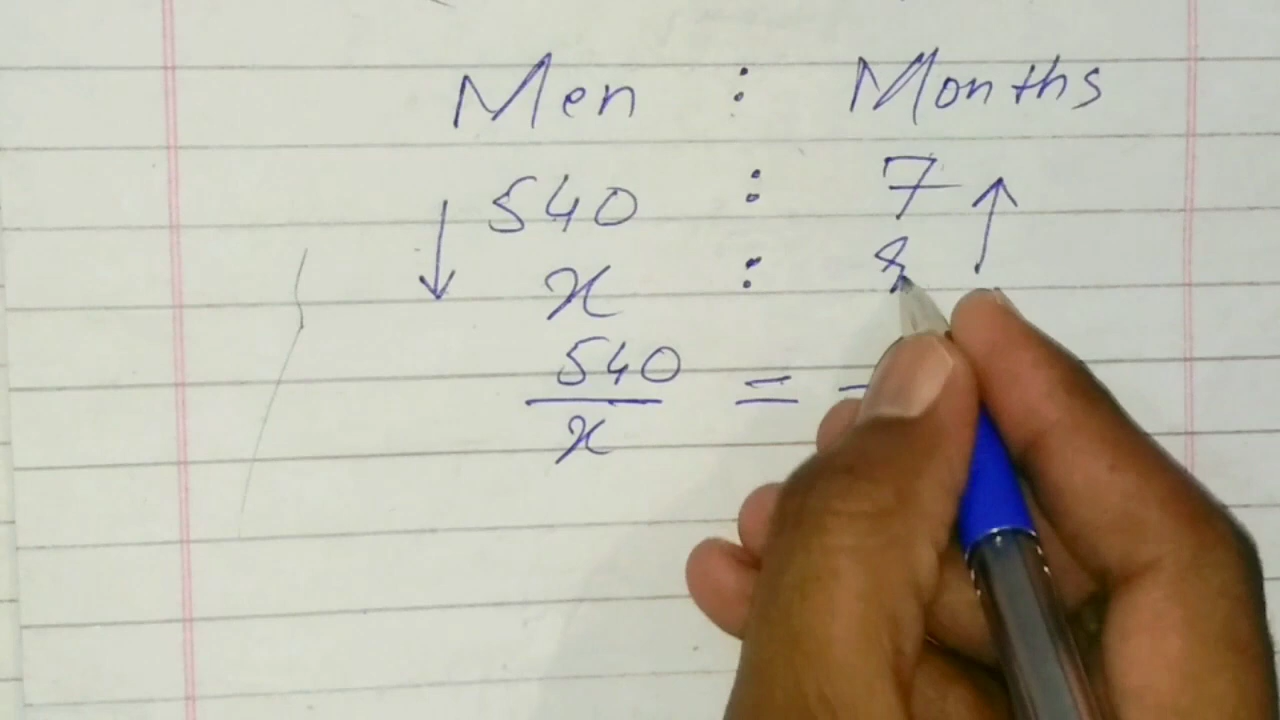 Men : Months
540 : 7
x : 8
540
=
x